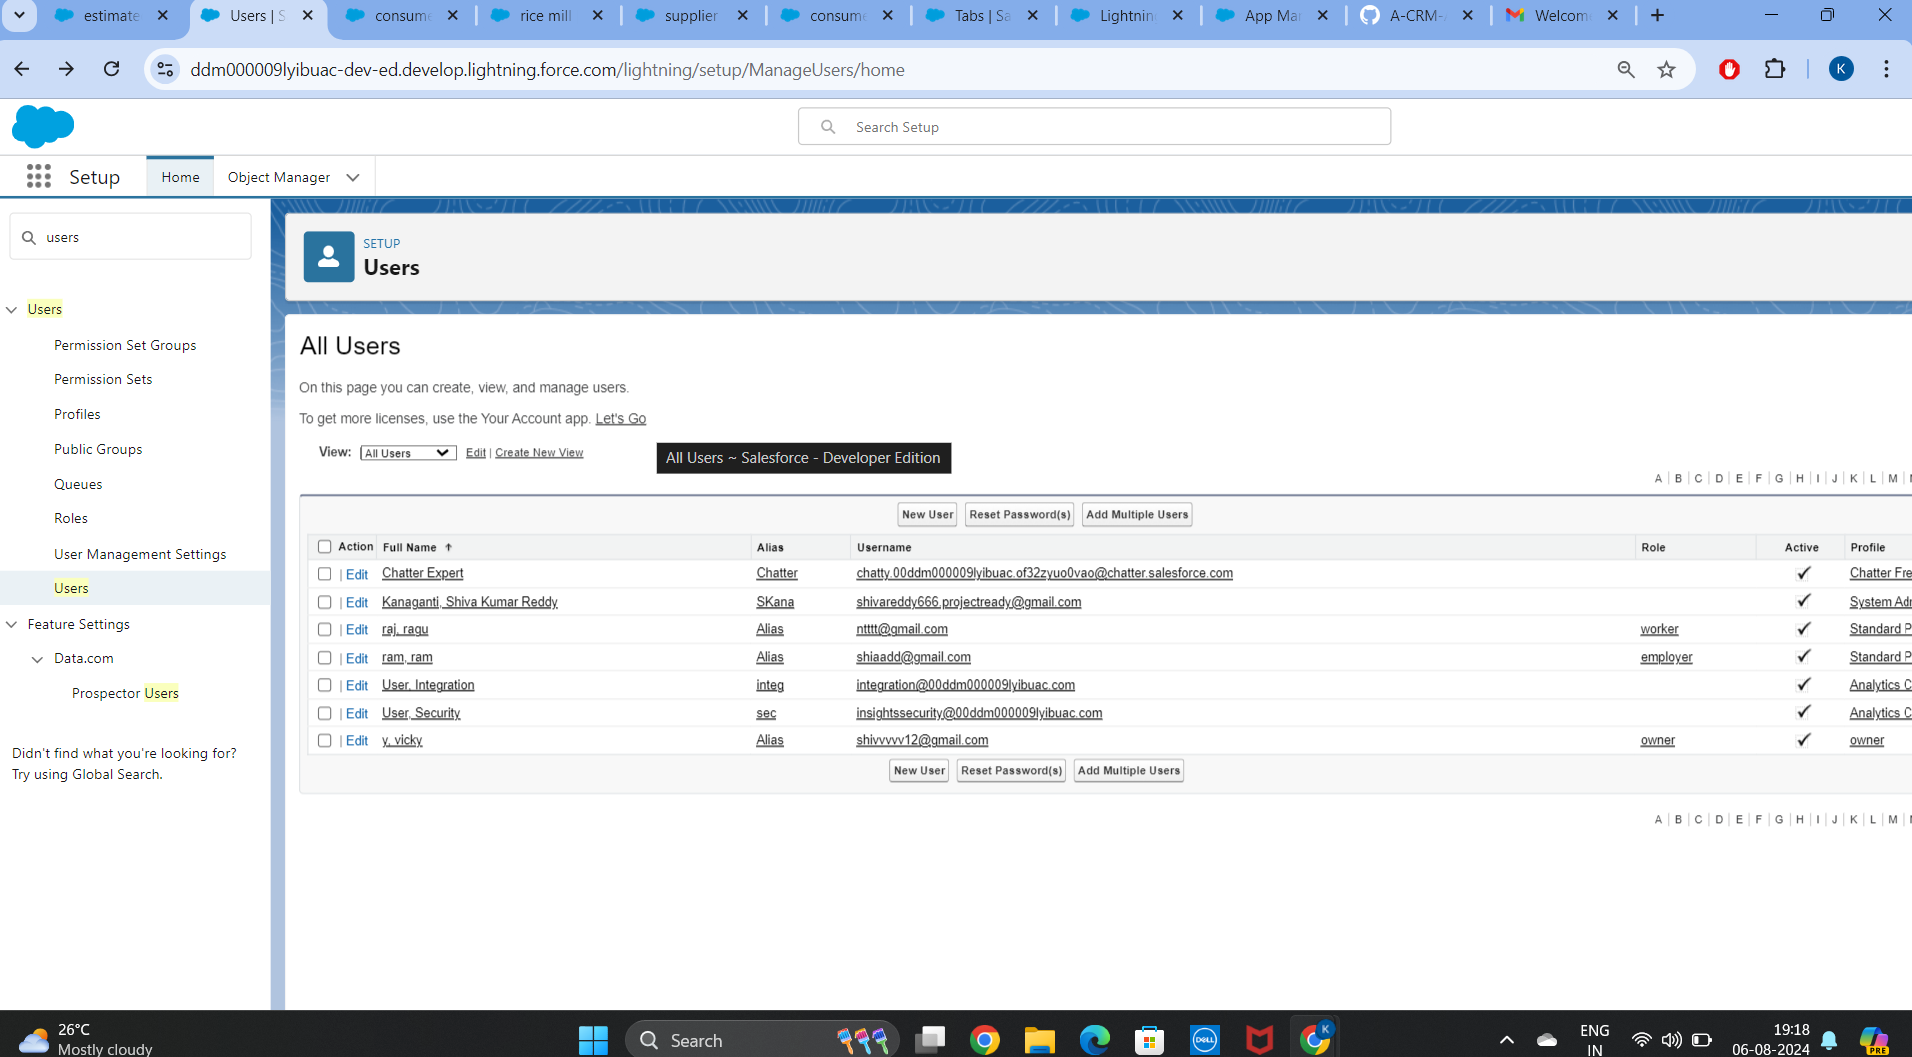 estimate
Users | S
consume
rice mill
supplier
consume
Tabs | Sa
Lightnin
App Mar
A-CRM-
Welcom
ddm000009lyibuac-dev-ed.develop.lightning.force.com/lightning/setup/ManageUsers/home
K
Search Setup
Setup
Home
Object Manager
users
SETUP
Users
Users
Permission Set Groups
Permission Sets
Profiles
Public Groups
Queues
Roles
User Management Settings
Users
Feature Settings
Data.com
Prospector Users
Didn't find what you're looking for?
Try using Global Search.
All Users
On this page you can create, view, and manage users.
To get more licenses, use the Your Account app. Let's Go
View: All Users Edit | Create New View
All Users ~ Salesforce - Developer Edition
A | B | C | D | E | F | G | H | I | J | K | L | M |
New User Reset Password(s) Add Multiple Users
Action Full Name ↑ Alias Username Role Active Profile
| Edit Chatter Expert Chatter chatty.00ddm000009lyibuac.of32zyuo0vao@chatter.salesforce.com ✓ Chatter Fre
| Edit Kanaganti, Shiva Kumar Reddy SKana shivareddy666.projectready@gmail.com ✓ System Adr
| Edit raj, ragu Alias ntttt@gmail.com worker ✓ Standard P
| Edit ram, ram Alias shiaadd@gmail.com employer ✓ Standard P
| Edit User, Integration integ integration@00ddm000009lyibuac.com ✓ Analytics C
| Edit User, Security sec insightssecurity@00ddm000009lyibuac.com ✓ Analytics C
| Edit y, vicky Alias shivvvvv12@gmail.com owner ✓ owner
New User Reset Password(s) Add Multiple Users
A | B | C | D | E | F | G | H | I | J | K | L | M |
26°C
Mostly cloudy
Search
DELL
K
ENG
IN
19:18
06-08-2024
PRE